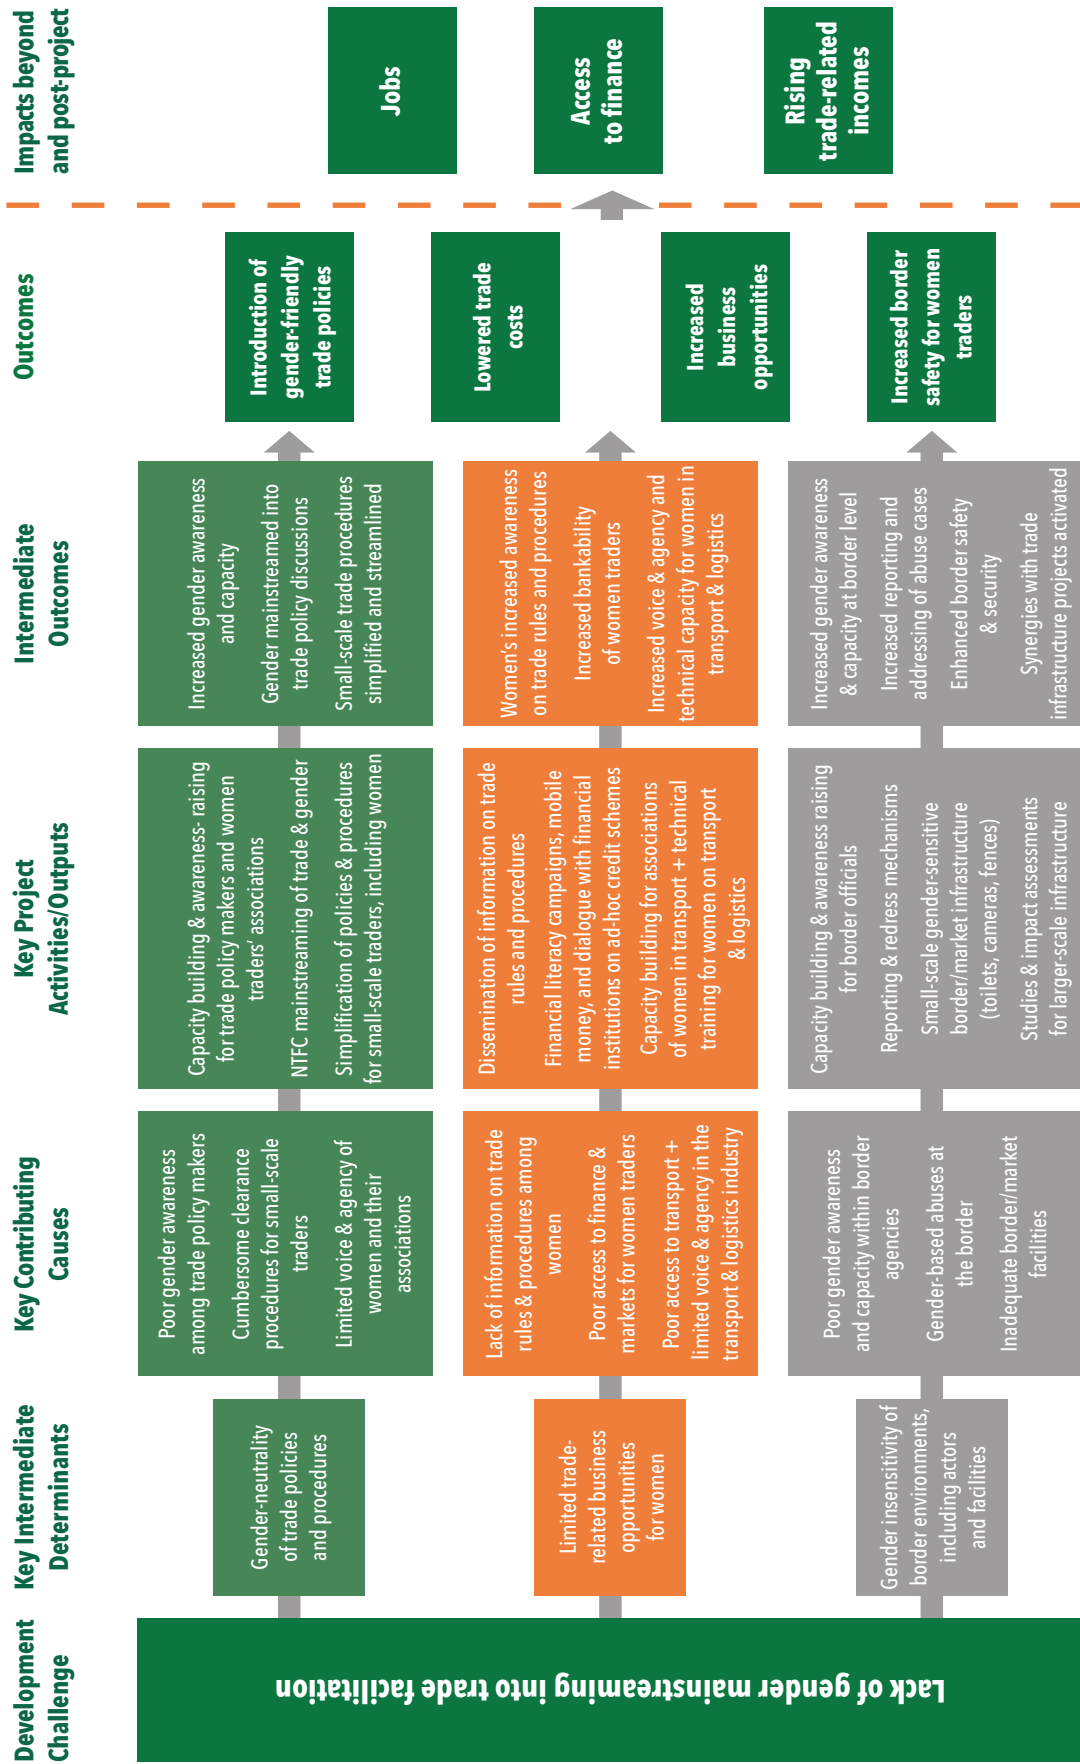 Development
Challenge
Key Intermediate
Determinants
Key Contributing
Causes
Key Project
Activities/Outputs
Intermediate
Outcomes
Outcomes
Impacts beyond
and post-project
Lack of gender mainstreaming into trade facilitation
Gender-neutrality
of trade policies
and procedures
Poor gender awareness
among trade policy makers
Cumbersome clearance
procedures for small-scale
traders
Limited voice & agency of
women and their
associations
Capacity building & awareness- raising
for trade policy makers and women
traders' associations
NTFC mainstreaming of trade & gender
Simplification of policies & procedures
for small-scale traders, including women
Increased gender awareness
and capacity
Gender mainstreamed into
trade policy discussions
Small-scale trade procedures
simplified and streamlined
Limited trade-
related business
opportunities
for women
Lack of information on trade
rules & procedures among
women
Poor access to finance &
markets for women traders
Poor access to transport +
limited voice & agency in the
transport & logistics industry
Dissemination of information on trade
rules and procedures
Financial literacy campaigns, mobile
money, and dialogue with financial
institutions on ad-hoc credit schemes
Capacity building for associations
of women in transport + technical
training for women on transport
& logistics
Women's increased awareness
on trade rules and procedures
Increased bankability
of women traders
Increased voice & agency and
technical capacity for women in
transport & logistics
Gender insensitivity of
border environments,
including actors
and facilities
Poor gender awareness
and capacity within border
agencies
Gender-based abuses at
the border
Inadequate border/market
facilities
Capacity building & awareness raising
for border officials
Reporting & redress mechanisms
Small-scale gender-sensitive
border/market infrastructure
(toilets, cameras, fences)
Studies & impact assessments
for larger-scale infrastructure
Increased gender awareness
& capacity at border level
Increased reporting and
addressing of abuse cases
Enhanced border safety
& security
Synergies with trade
infrastructure projects activated
Introduction of
gender-friendly
trade policies
Lowered trade
costs
Increased
business
opportunities
Increased border
safety for women
traders
Jobs
Access
to finance
Rising
trade-related
incomes